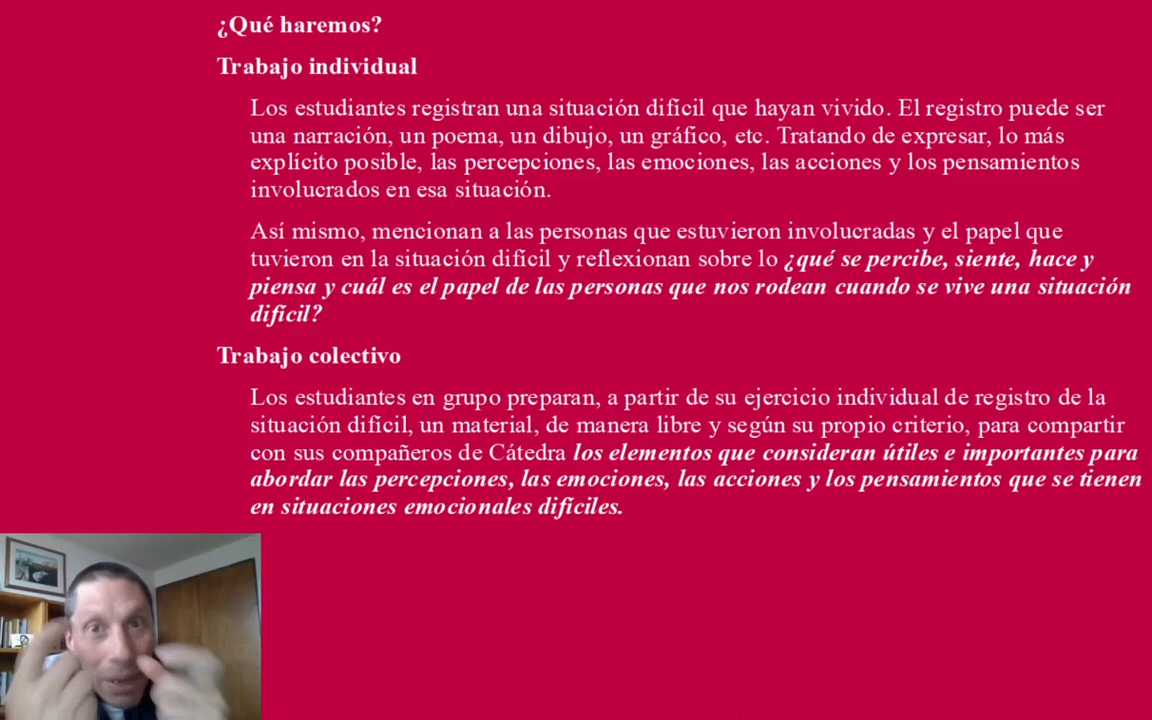 ¿Qué haremos?
Trabajo individual
Los estudiantes registran una situación difícil que hayan vivido. El registro puede ser
una narración, un poema, un dibujo, un gráfico, etc. Tratando de expresar, lo más
explícito posible, las percepciones, las emociones, las acciones y los pensamientos
involucrados en esa situación.
Así mismo, mencionan a las personas que estuvieron involucradas y el papel que
tuvieron en la situación difícil y reflexionan sobre lo ¿qué se percibe, siente, hace y
piensa y cuál es el papel de las personas que nos rodean cuando se vive una situación
difícil?
Trabajo colectivo
Los estudiantes en grupo preparan, a partir de su ejercicio individual de registro de la
situación difícil, un material, de manera libre y según su propio criterio, para compartir
con sus compañeros de Cátedra los elementos que consideran útiles e importantes para
abordar las percepciones, las emociones, las acciones y los pensamientos que se tienen
en situaciones emocionales difíciles.